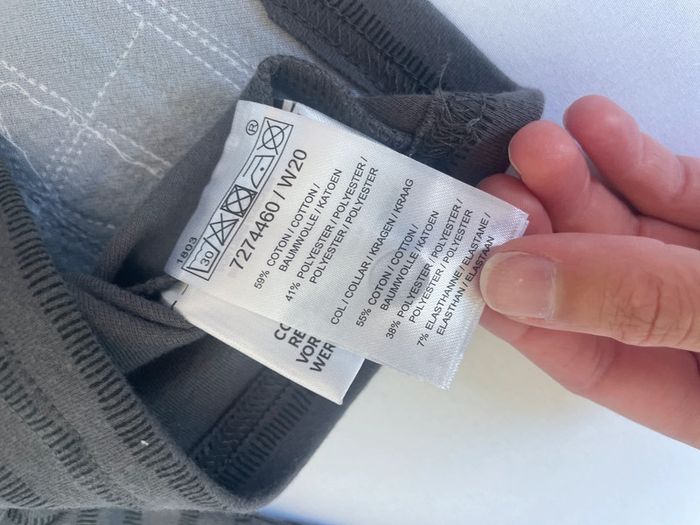 1803
30
®
7274460 / W20
59% COTON / COTTON /
BAUMWOLLE / KATOEN
41% POLYESTER / POLYESTER /
POLYESTER / POLYESTER
COL / COLLAR / KRAGEN / KRAAG
55% COTON / COTTON /
BAUMWOLLE / KATOEN
38% POLYESTER / POLYESTER /
POLYESTER / POLYESTER
7% ELASTHANNE / ELASTANE /
ELASTHAN / ELASTAAN
CO
RE
VOR
WER